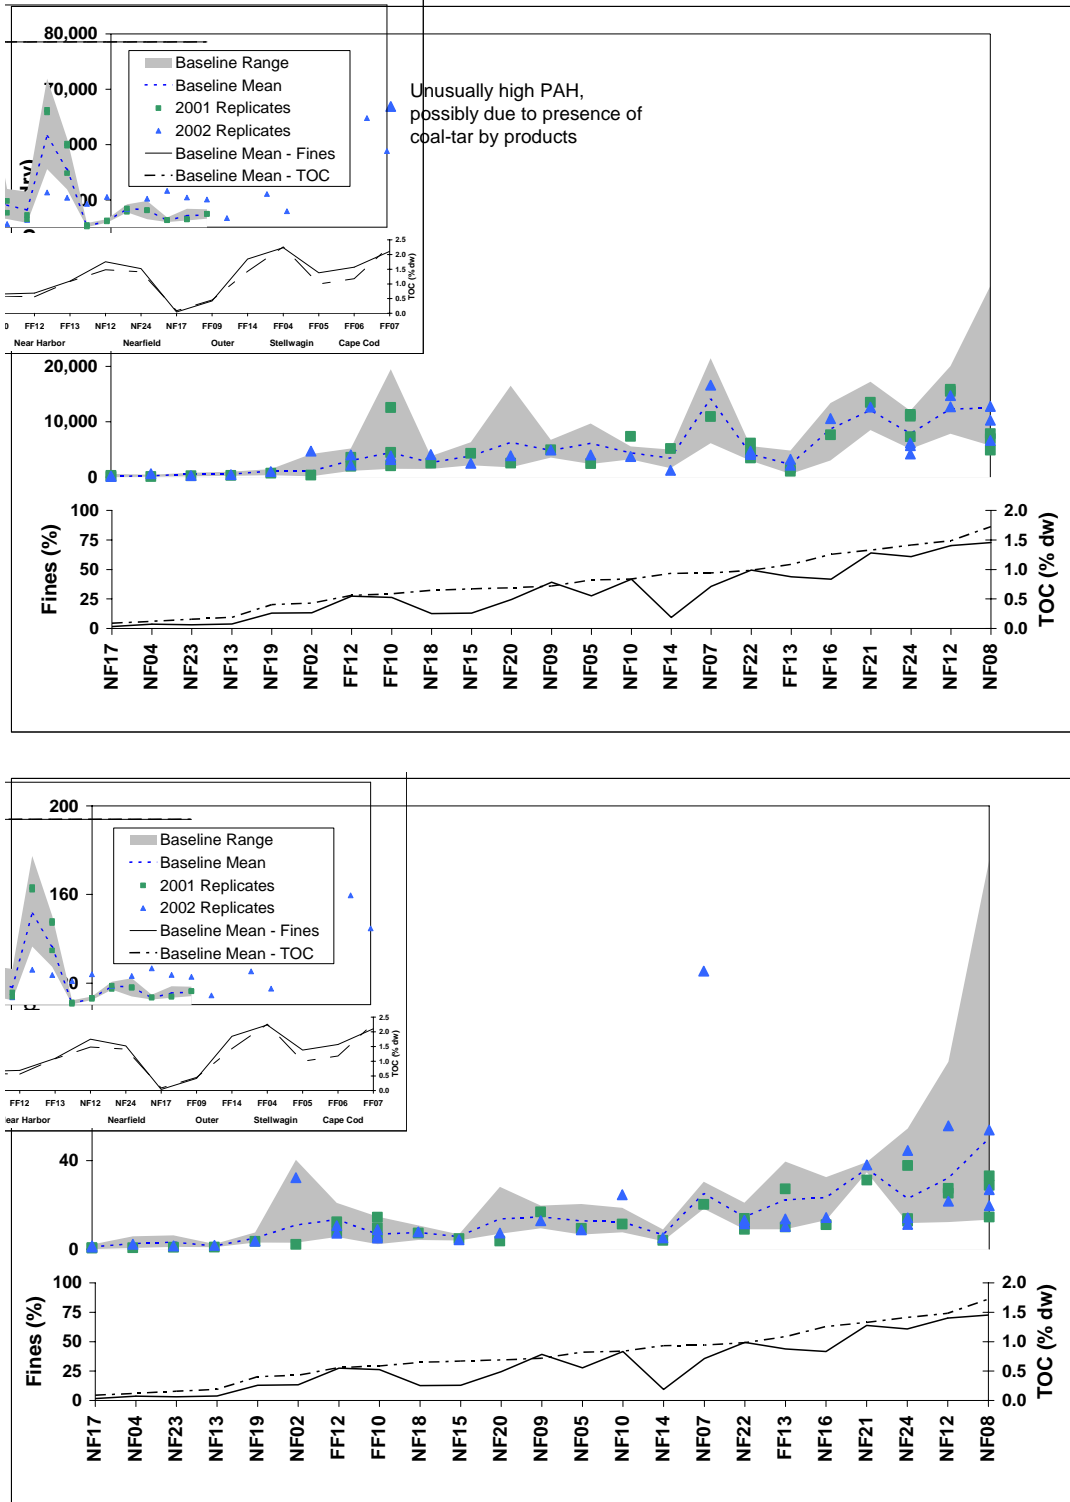 80,000
Baseline Range
Baseline Mean
2001 Replicates
2002 Replicates
Baseline Mean - Fines
Baseline Mean - TOC
70,000
Unusually high PAH,
possibly due to presence of
coal-tar by products
dry)
2.5
2.0
1.5
1.0
0.5
0.0
TOC (% dw)
FF12 FF13 NF12 NF24 NF17 FF09 FF14 FF04 FF05 FF06 FF07
Near Harbor Nearfield Outer Stellwagin Cape Cod
20,000
10,000
0
100
75
50
25
0
Fines (%)
2.0
1.5
1.0
0.5
0.0
TOC (% dw)
NF17 NF04 NF23 NF13 NF19 NF02 FF12 FF10 NF18 NF15 NF20 NF09 NF05 NF10 NF14 NF07 NF22 FF13 NF16 NF21 NF24 NF12 NF08
200
160
Baseline Range
Baseline Mean
2001 Replicates
2002 Replicates
Baseline Mean - Fines
Baseline Mean - TOC
2.5
2.0
1.5
1.0
0.5
0.0
TOC (% dw)
FF12 FF13 NF12 NF24 NF17 FF09 FF14 FF04 FF05 FF06 FF07
ear Harbor Nearfield Outer Stellwagin Cape Cod
40
0
100
75
50
25
0
Fines (%)
2.0
1.5
1.0
0.5
0.0
TOC (% dw)
NF17 NF04 NF23 NF13 NF19 NF02 FF12 FF10 NF18 NF15 NF20 NF09 NF05 NF10 NF14 NF07 NF22 FF13 NF16 NF21 NF24 NF12 NF08